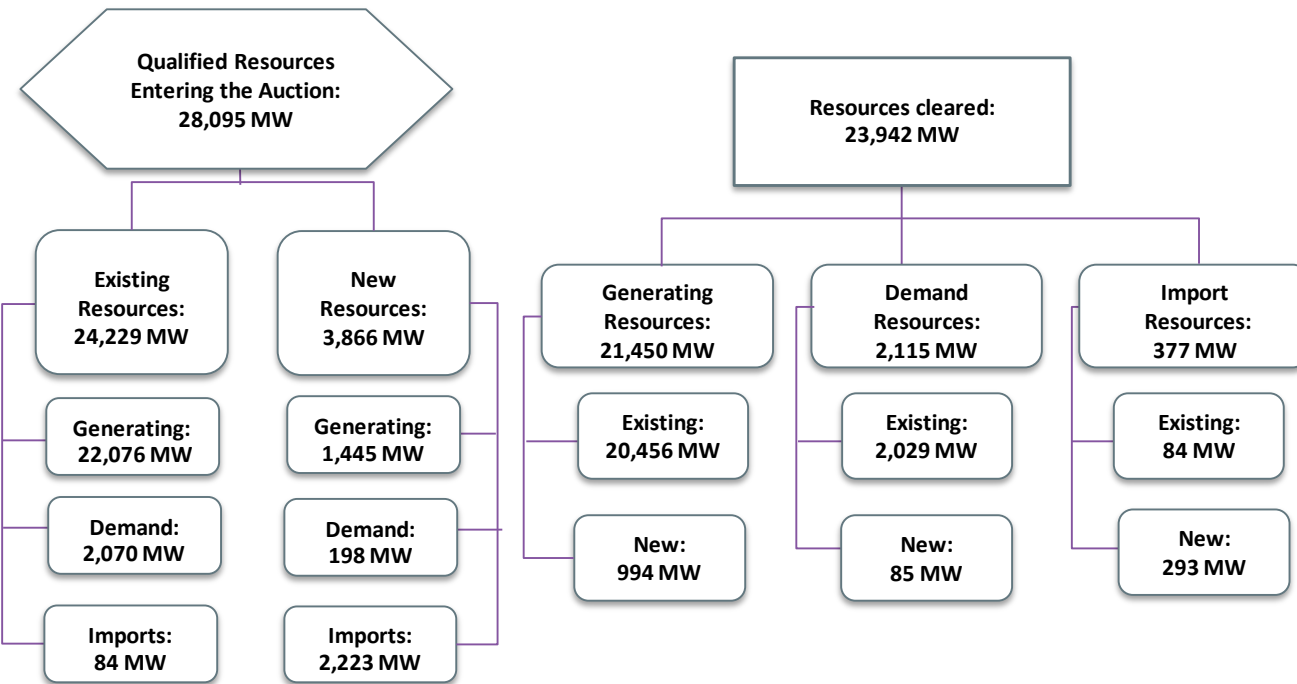 Qualified Resources
Entering the Auction:
28,095 MW
Existing
Resources:
24,229 MW
Generating:
22,076 MW
Demand:
2,070 MW
Imports:
84 MW
New
Resources:
3,866 MW
Generating:
1,445 MW
Demand:
198 MW
Imports:
2,223 MW
Resources cleared:
23,942 MW
Generating
Resources:
21,450 MW
Existing:
20,456 MW
New:
994 MW
Demand
Resources:
2,115 MW
Existing:
2,029 MW
New:
85 MW
Import
Resources:
377 MW
Existing:
84 MW
New:
293 MW